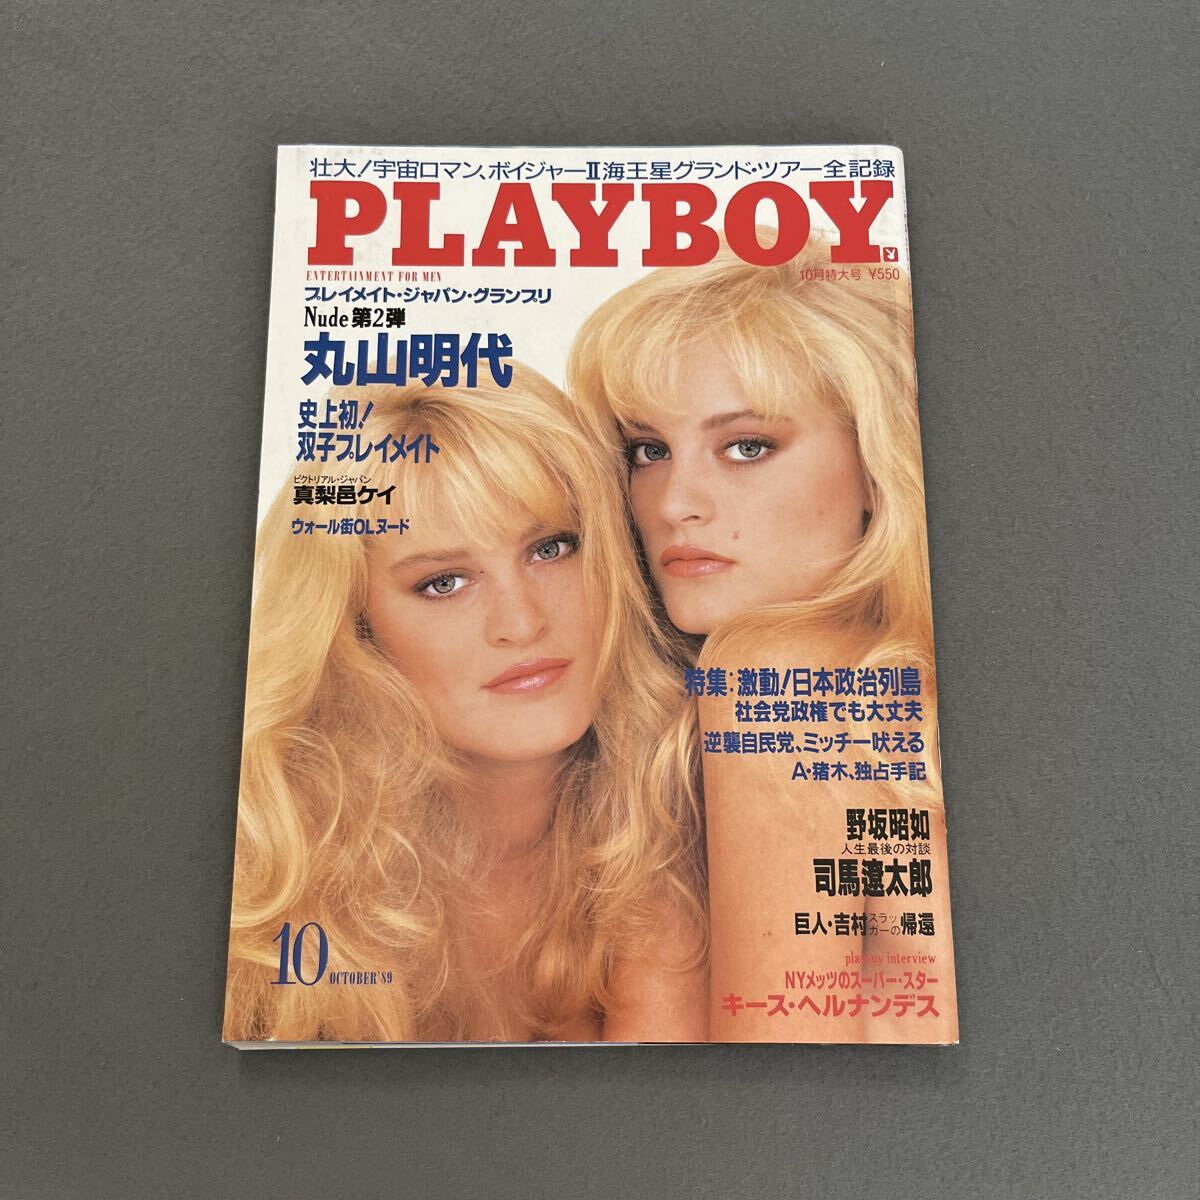 壮大!宇宙ロマン、ボイジャーII海王星グランド・ツアー全記録
PLAYBOY
ENTERTAINMENT FOR MEN
10月特大号 ¥550
プレイメイト・ジャパン・グランプリ
Nude 第2弾
丸山明代
史上初!
双子プレイメイト
ピクトリアル・ジャパン
真梨邑ケイ
ウォール街OLヌード
特集:激動!日本政治列島
社会党政権でも大丈夫
逆襲自民党、ミッチー吠える
A・猪木、独占手記
野坂昭如
人生最後の対談
司馬遼太郎
巨人・吉村スラッガーの帰還
playboy interview
NYメッツのスーパー・スター
キース・ヘルナンデス
10 OCTOBER '89